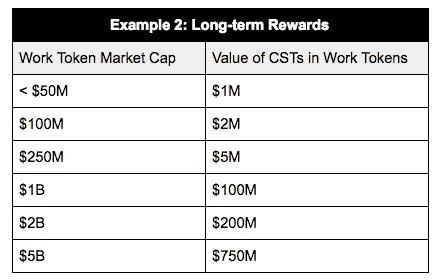 Example 2: Long-term Rewards
Work Token Market Cap Value of CSTs in Work Tokens
< $50M $1M
$100M $2M
$250M $5M
$1B $100M
$2B $200M
$5B $750M